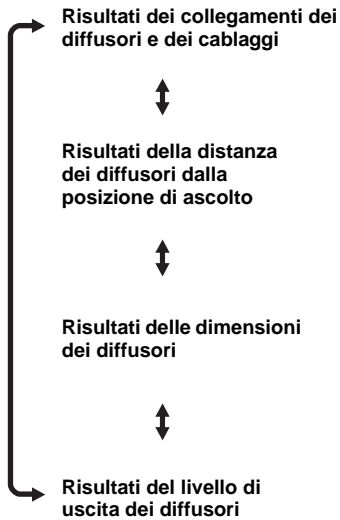 Risultati dei collegamenti dei
diffusori e dei cablaggi
Risultati della distanza
dei diffusori dalla
posizione di ascolto
Risultati delle dimensioni
dei diffusori
Risultati del livello di
uscita dei diffusori